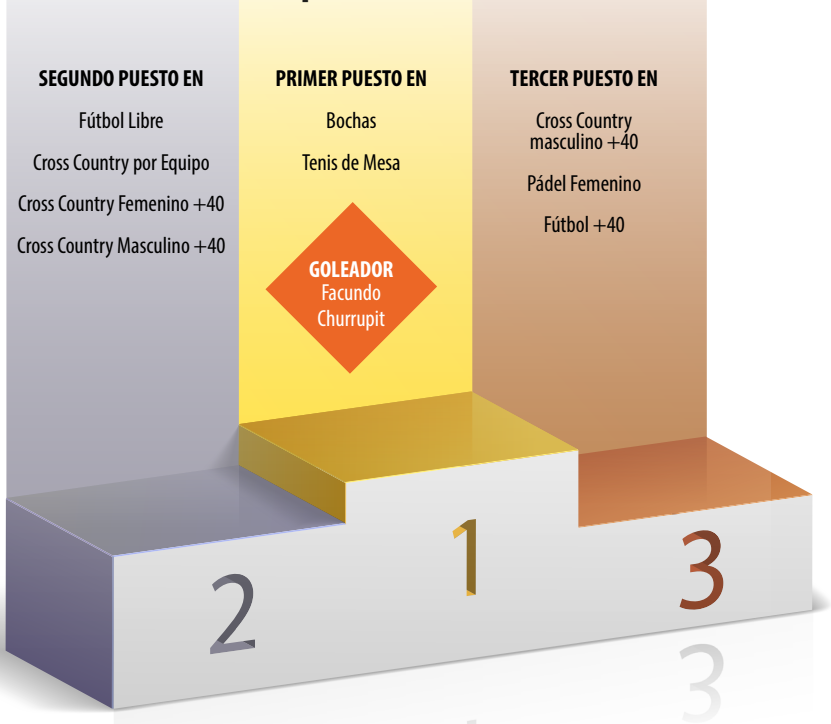 SEGUNDO PUESTO EN
Fútbol Libre
Cross Country por Equipo
Cross Country Femenino +40
Cross Country Masculino +40
PRIMER PUESTO EN
Bochas
Tenis de Mesa
GOLEADOR
Facundo
Churrupit
TERCER PUESTO EN
Cross Country
masculino +40
Pádel Femenino
Fútbol +40
2
1
3